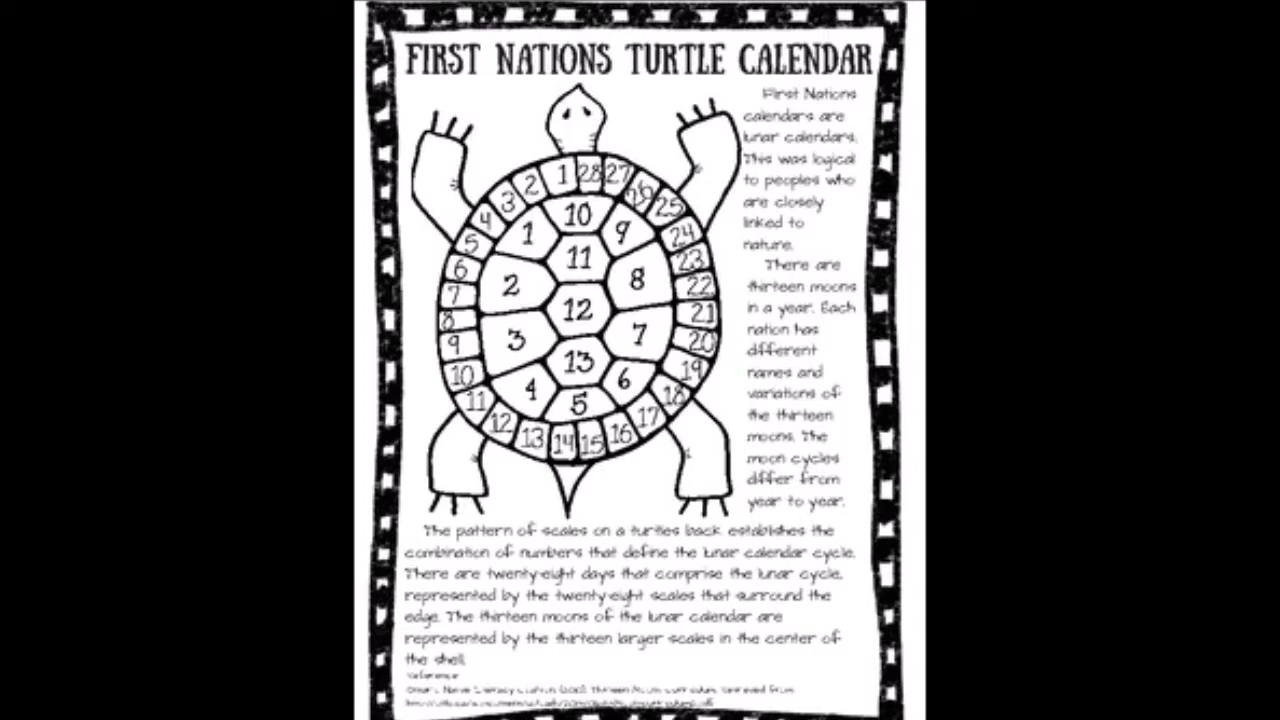 FIRST NATIONS TURTLE CALENDAR
First Nations
calendars are
lunar calendars.
This was logical
to peoples who
are closely
linked to
nature.
There are
thirteen moons
in a year. Each
nation has
different
names and
variations of
the thirteen
moons. The
moon cycles
differ from
year to year.
1
2
3
4
5
6
7
8
9
10
11
12
13
14
15
16
17
18
19
20
21
22
23
24
25
26
27
28
1
2
3
4
5
6
7
8
9
10
11
12
13
The pattern of scales on a turtles back establishes the
combination of numbers that define the lunar calendar cycle.
There are twenty-eight days that comprise the lunar cycle,
represented by the twenty-eight scales that surround the
edge. The thirteen moons of the lunar calendar are
represented by the thirteen larger scales in the center of
the shell.
Reference